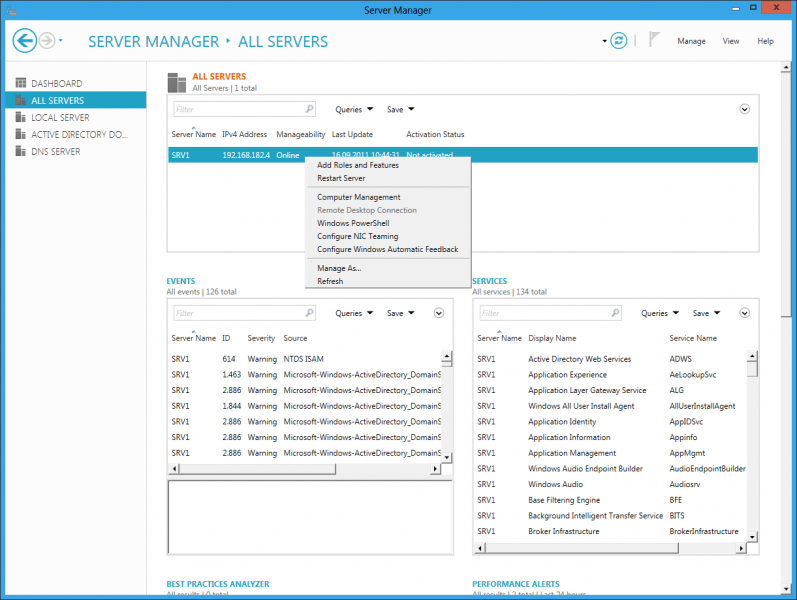 Server Manager
SERVER MANAGER ‣ ALL SERVERS
Manage View Help
DASHBOARD
ALL SERVERS
LOCAL SERVER
ACTIVE DIRECTORY DO...
DNS SERVER
ALL SERVERS
All Servers | 1 total
Filter Queries Save
Server Name IPv4 Address Manageability Last Update Activation Status
SRV1 192.168.182.4 Online 16.09.2011 10:44:31 Not activated
Add Roles and Features
Restart Server
Computer Management
Remote Desktop Connection
Windows PowerShell
Configure NIC Teaming
Configure Windows Automatic Feedback
Manage As...
Refresh
EVENTS
All events | 126 total
Filter Queries Save
Server Name ID Severity Source
SRV1 614 Warning NTDS ISAM
SRV1 1.463 Warning Microsoft-Windows-ActiveDirectory_DomainS
SRV1 2.886 Warning Microsoft-Windows-ActiveDirectory_DomainS
SRV1 1.844 Warning Microsoft-Windows-ActiveDirectory_DomainS
SRV1 2.886 Warning Microsoft-Windows-ActiveDirectory_DomainS
SRV1 2.886 Warning Microsoft-Windows-ActiveDirectory_DomainS
SRV1 2.886 Warning Microsoft-Windows-ActiveDirectory_DomainS
SERVICES
All services | 134 total
Filter Queries Save
Server Name Display Name Service Name
SRV1 Active Directory Web Services ADWS
SRV1 Application Experience AeLookupSvc
SRV1 Application Layer Gateway Service ALG
SRV1 Windows All User Install Agent AllUserInstallAgent
SRV1 Application Identity AppIDSvc
SRV1 Application Information Appinfo
SRV1 Application Management AppMgmt
SRV1 Windows Audio Endpoint Builder AudioEndpointBuilder
SRV1 Windows Audio Audiosrv
SRV1 Base Filtering Engine BFE
SRV1 Background Intelligent Transfer Service BITS
SRV1 Broker Infrastructure BrokerInfrastructure
BEST PRACTICES ANALYZER
All results | 0 total
PERFORMANCE ALERTS
All results | 2 total | Last 24 hours